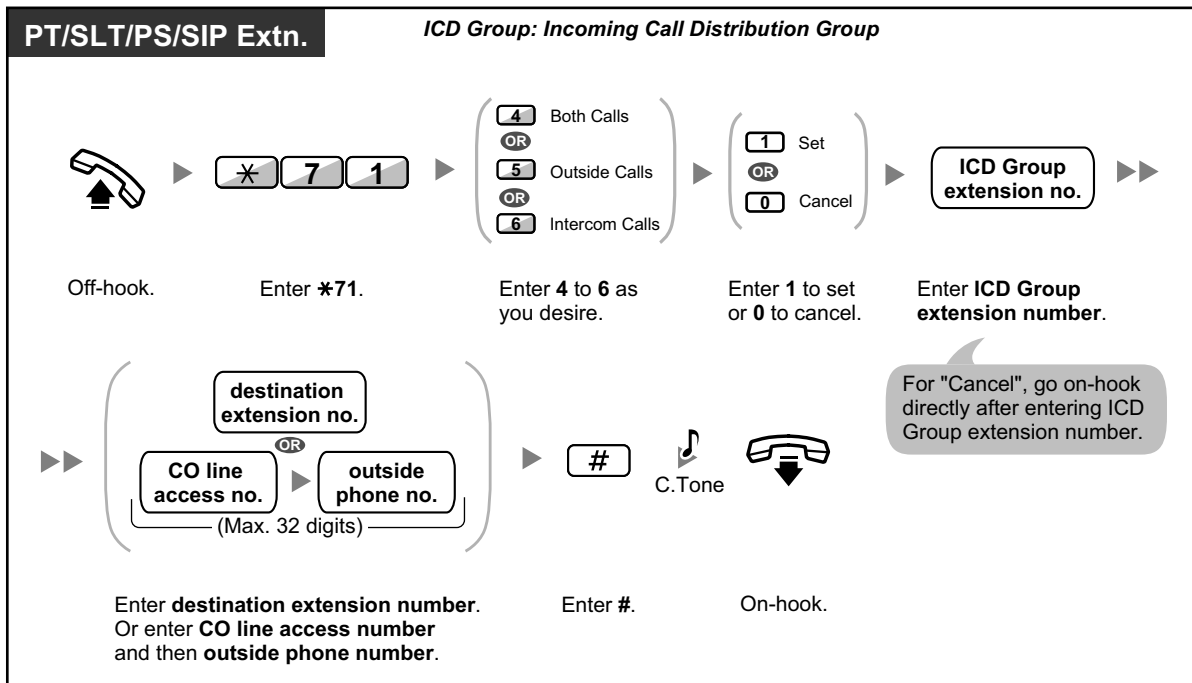 PT/SLT/PS/SIP Extn.
ICD Group: Incoming Call Distribution Group
* 7 1
4 Both Calls
OR
5 Outside Calls
OR
6 Intercom Calls
1 Set
OR
0 Cancel
ICD Group
extension no.
Off-hook.
Enter *71.
Enter 4 to 6 as
you desire.
Enter 1 to set
or 0 to cancel.
Enter ICD Group
extension number.
For "Cancel", go on-hook
directly after entering ICD
Group extension number.
destination
extension no.
OR
CO line
access no.
outside
phone no.
(Max. 32 digits)
#
C.Tone
Enter destination extension number.
Or enter CO line access number
and then outside phone number.
Enter #.
On-hook.